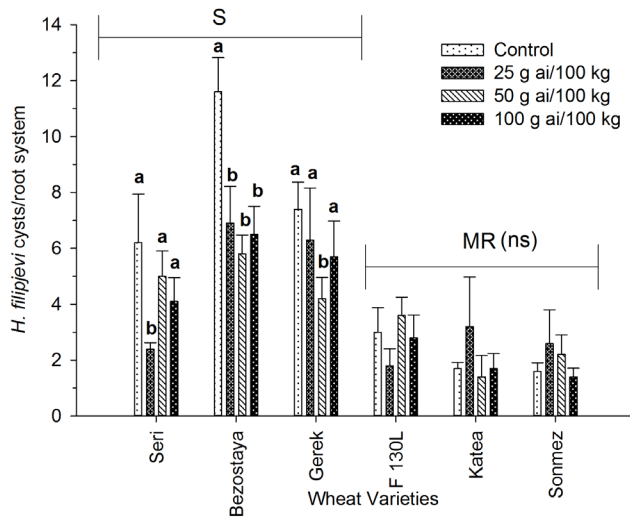 S
14
12
10
8
6
4
2
0
H. filipjevi cysts/root system
Control
25 g ai/100 kg
50 g ai/100 kg
100 g ai/100 kg
a
b
a
a
a
b
b
b
a
a
b
a
MR (ns)
Seri
Bezostaya
Gerek
F 130L
Katea
Sonmez
Wheat Varieties